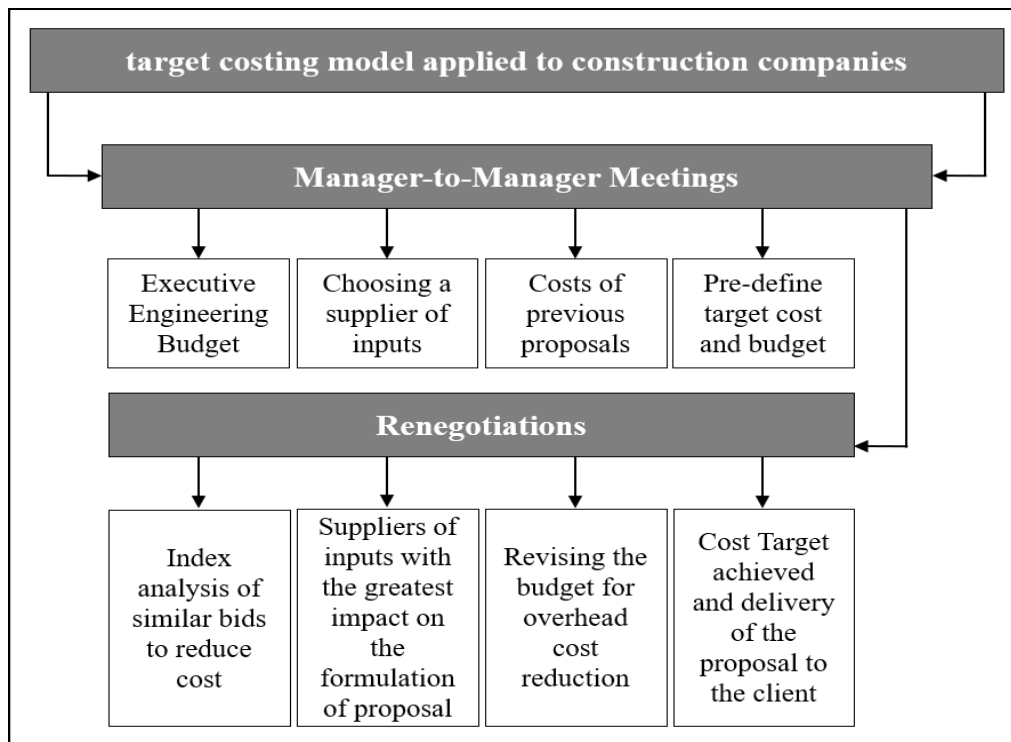 target costing model applied to construction companies
Manager-to-Manager Meetings
Executive
Engineering
Budget
Choosing a
supplier of
inputs
Costs of
previous
proposals
Pre-define
target cost
and budget
Renegotiations
Index
analysis of
similar bids
to reduce
cost
Suppliers of
inputs with
the greatest
impact on
the
formulation
of proposal
Revising the
budget for
overhead
cost
reduction
Cost Target
achieved
and delivery
of the
proposal to
the client